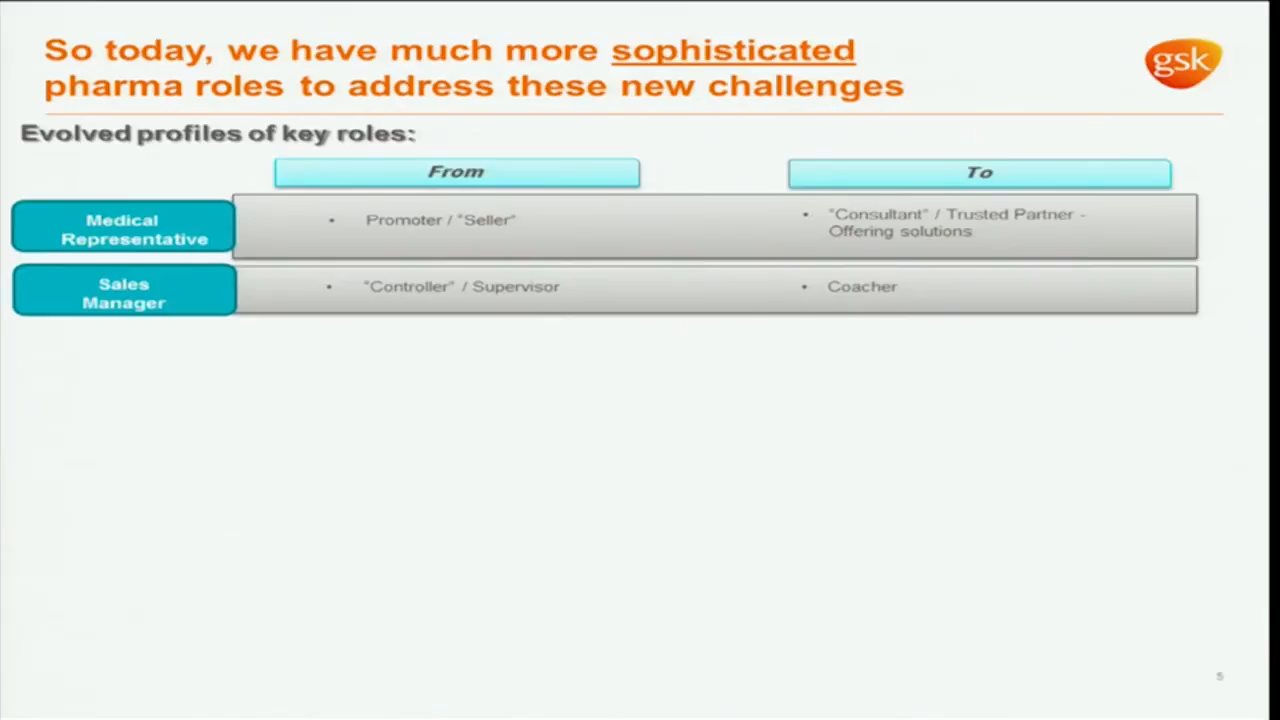 So today, we have much more sophisticated
pharma roles to address these new challenges
gsk
Evolved profiles of key roles:
From
To
Medical
Representative
• Promoter / "Seller"
• "Consultant" / Trusted Partner -
Offering solutions
Sales
Manager
• "Controller" / Supervisor
• Coacher
5